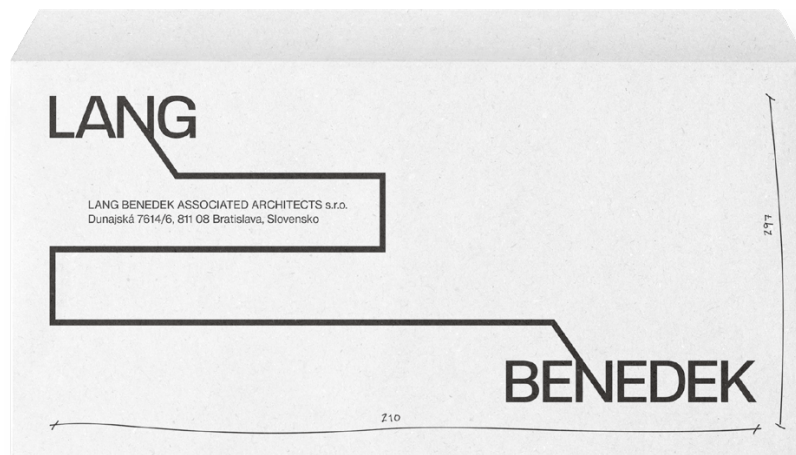 LANG
LANG BENEDEK ASSOCIATED ARCHITECTS s.r.o.
Dunajská 7614/6, 811 08 Bratislava, Slovensko
297
BENEDEK
210